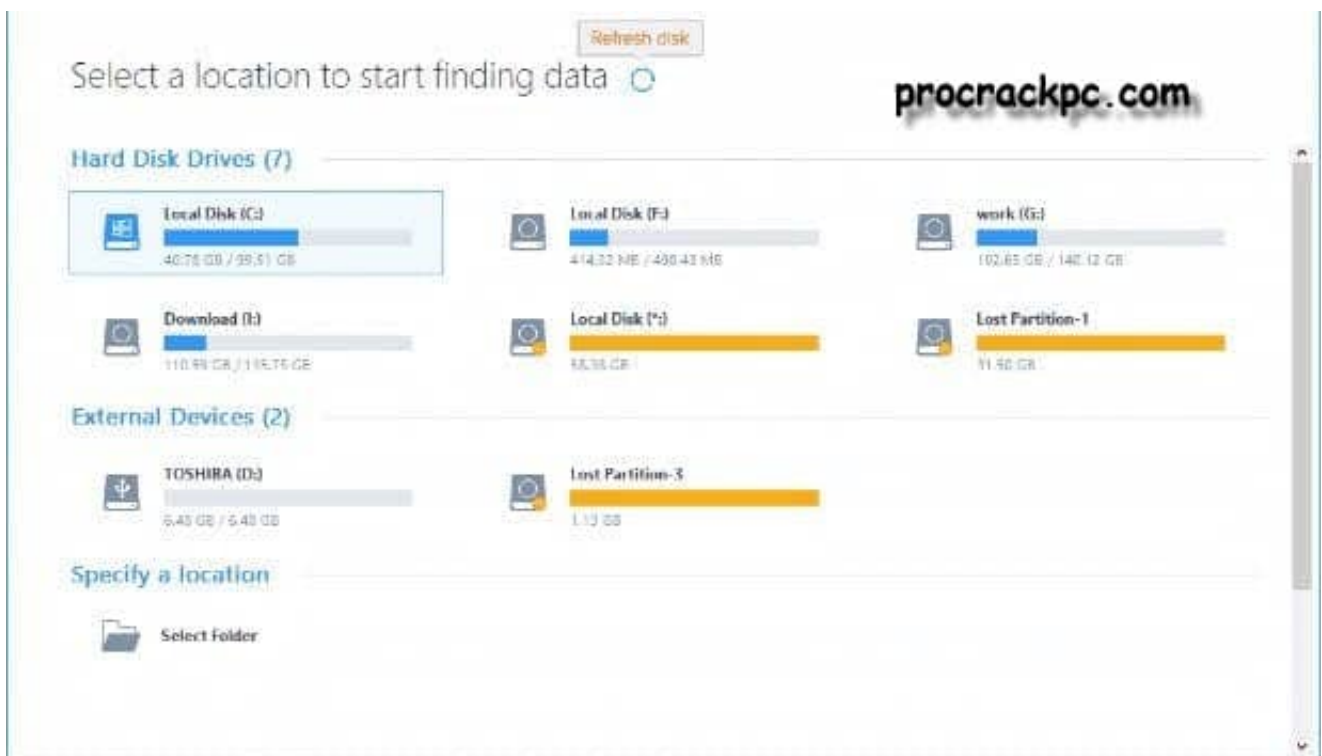 Refresh disk
Select a location to start finding data
procrackpc.com
Hard Disk Drives (7)
Local Disk (C:)
Local Disk (F:)
work (G:)
Download (I:)
Local Disk (*:)
Lost Partition-1
External Devices (2)
TOSHIBA (D:)
Lost Partition-3
Specify a location
Select Folder